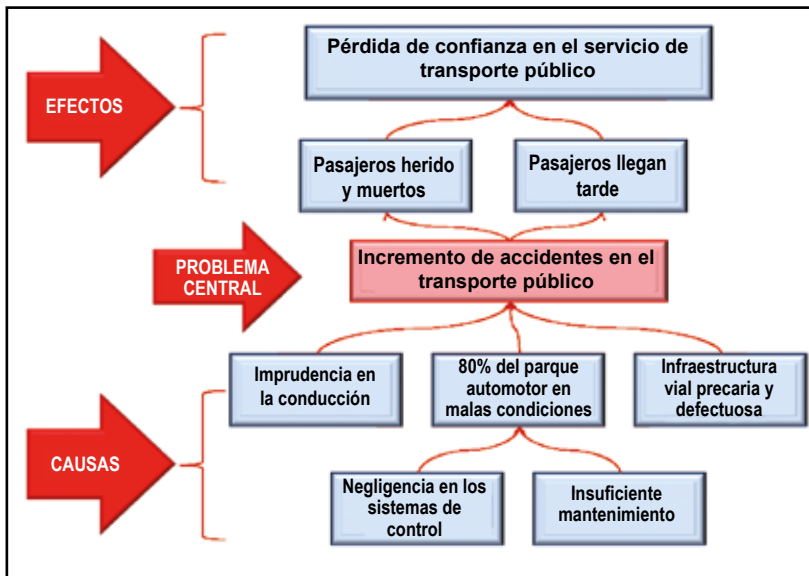 Pérdida de confianza en el servicio de
transporte público
EFECTOS
Pasajeros herido
y muertos
Pasajeros llegan
tarde
PROBLEMA
CENTRAL
Incremento de accidentes en el
transporte público
Imprudencia en
la conducción
80% del parque
automotor en
malas condiciones
Infraestructura
vial precaria y
defectuosa
CAUSAS
Negligencia en los
sistemas de
control
Insuficiente
mantenimiento